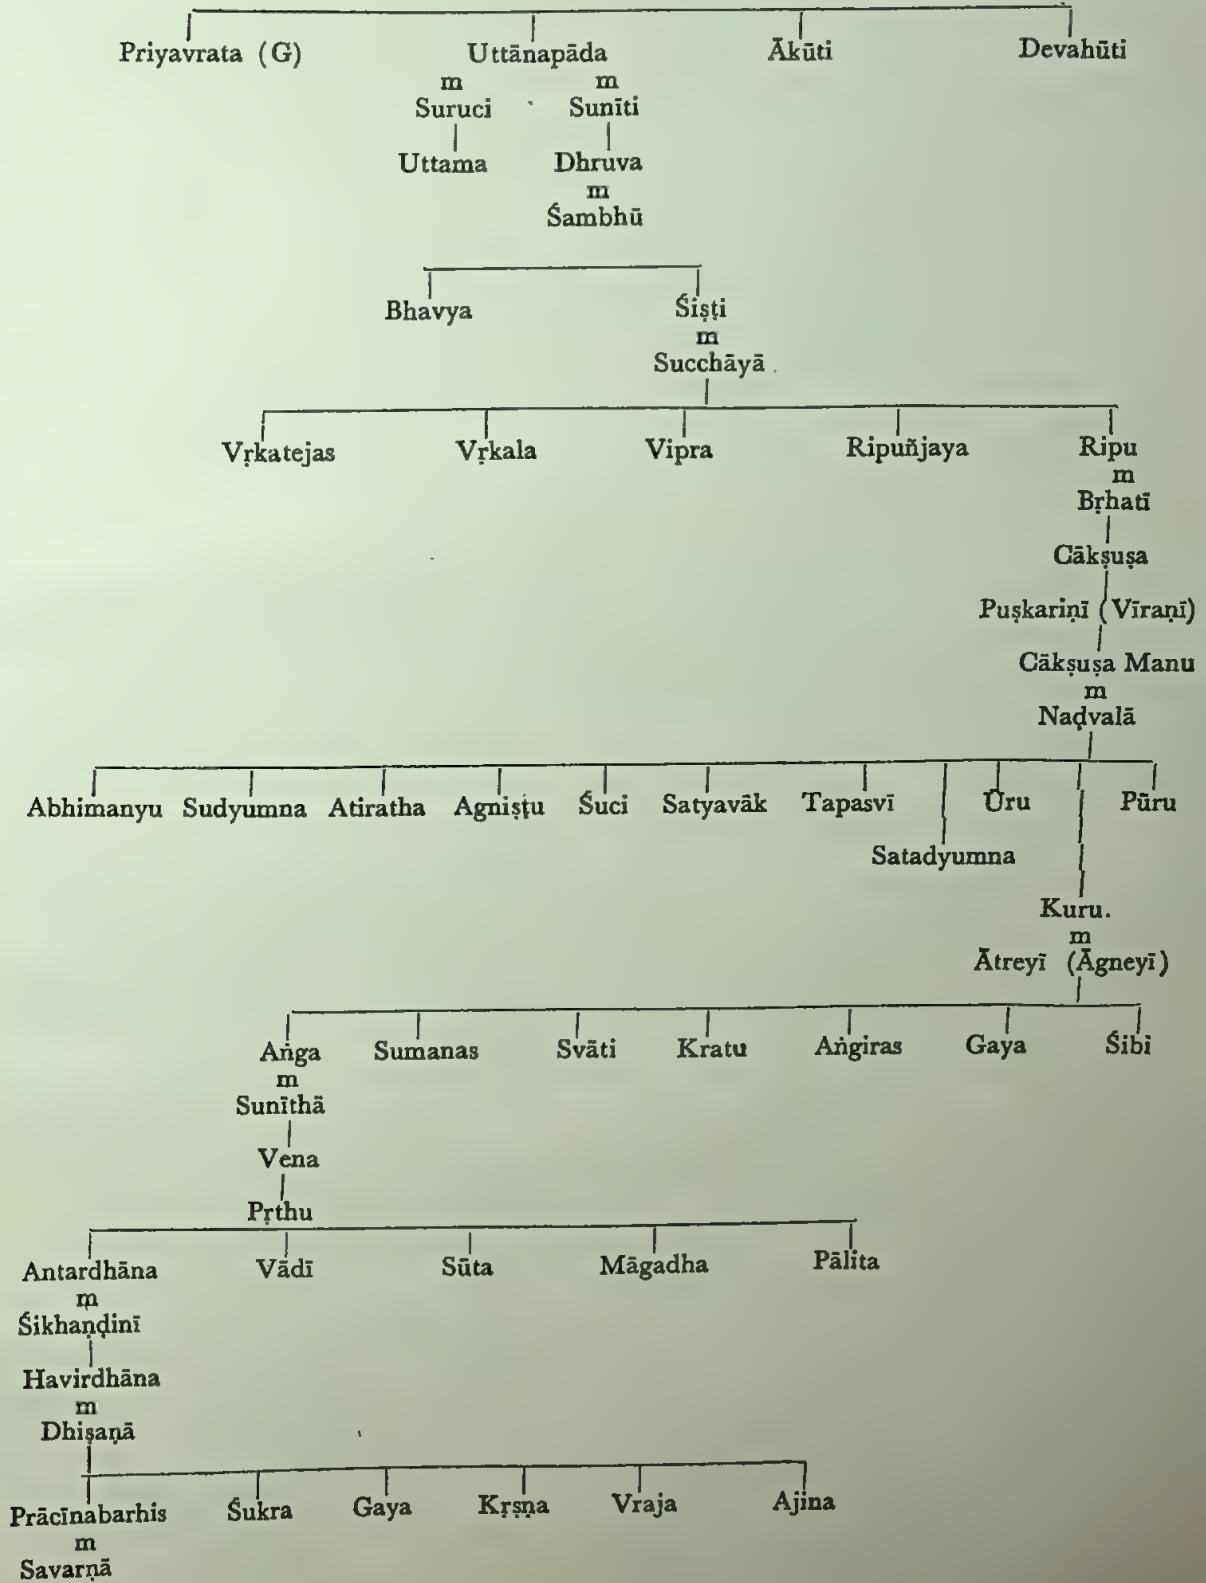 Priyavrata (G) Uttānapāda Ākūti Devahūti
m m
Suruci Sunīti
Uttama Dhruva
m
Śambhū
Bhavya Śiṣṭi
m
Succhāyā
Vṛkatejas Vṛkala Vipra Ripuñjaya Ripu
m
Bṛhatī
Cākṣuṣa
Puṣkariṇī (Vīraṇī)
Cākṣuṣa Manu
m
Naḍvalā
Abhimanyu Sudyumna Atiratha Agniṣṭu Śuci Satyavāk Tapasvī Ūru Pūru
Satadyumna
Kuru.
m
Ātreyī (Āgneyī)
Aṅga Sumanas Svāti Kratu Aṅgiras Gaya Śibi
m
Sunīthā
Vena
Pṛthu
Antardhāna Vādī Sūta Māgadha Pālita
m
Śikhaṇḍinī
Havirdhāna
m
Dhiṣaṇā
Prācīnabarhis Śukra Gaya Kṛṣṇa Vraja Ajina
m
Savarṇā